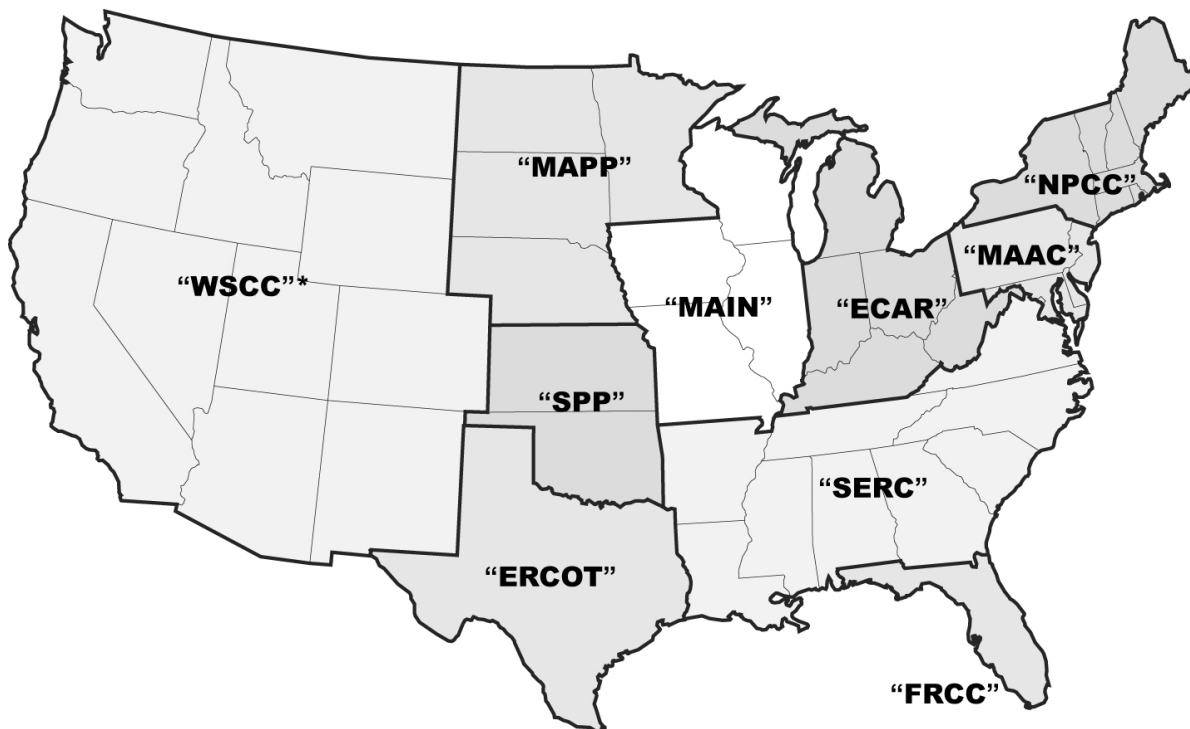 “MAPP”
“NPCC”
“MAAC”
“WSCC”*
“MAIN”
“ECAR”
“SPP”
“SERC”
“ERCOT”
“FRCC”